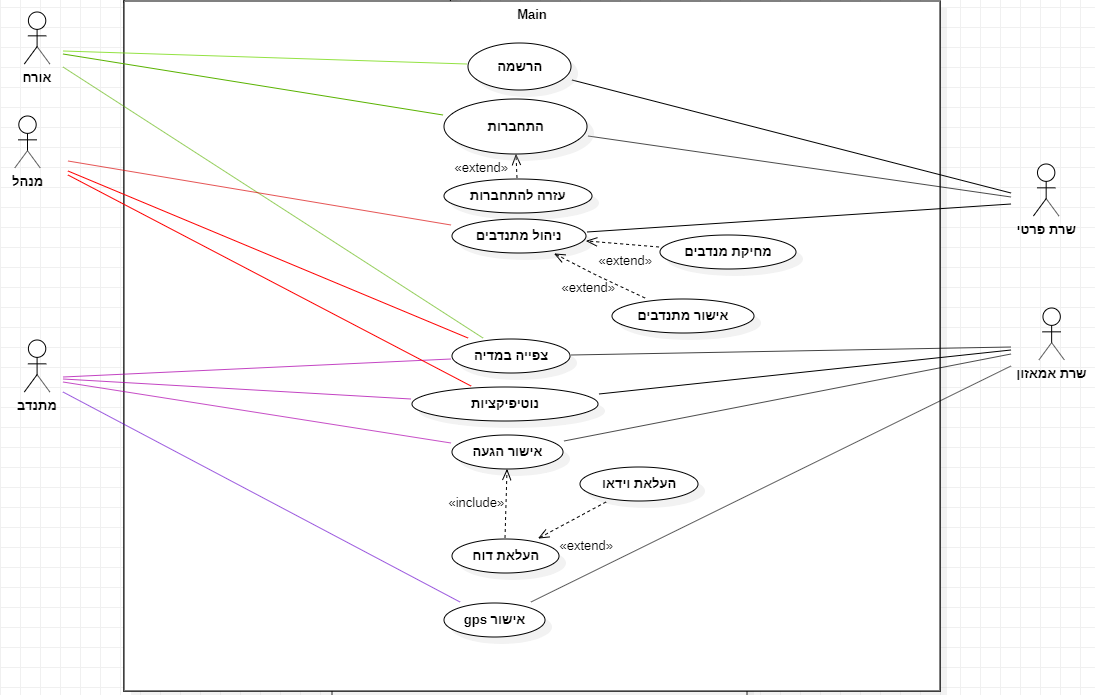 Main
אורח
הרשמה
התחברות
«extend»
מנהל
עזרה להתחברות
ניהול מתנדבים
שרת פרטי
מחיקת מנדבים
«extend»
«extend»
אישור מתנדבים
צפייה במדיה
שרת אמאזון
מתנדב
נוטיפיקציות
אישור הגעה
העלאת וידאו
«include»
«extend»
העלאת דוח
אישור gps